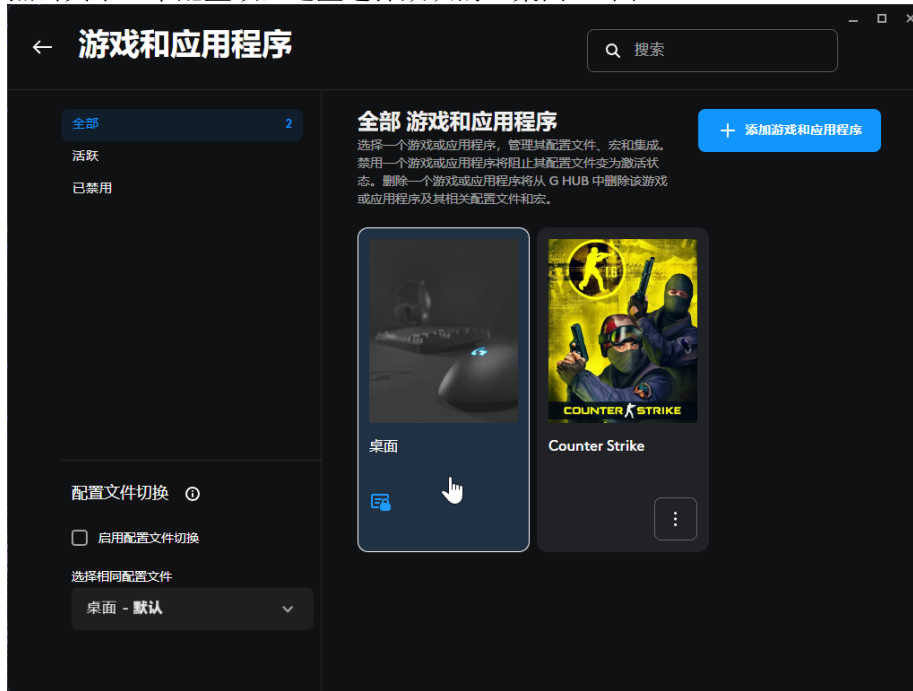 游戏和应用程序
搜索
全部 2
活跃
已禁用
全部 游戏和应用程序
添加游戏和应用程序
选择一个游戏或应用程序，管理其配置文件、宏和集成。
禁用一个游戏或应用程序将阻止其配置文件变为激活状
态。删除一个游戏或应用程序将从 G HUB 中删除该游戏
或应用程序及其相关配置文件和宏。
1.6
COUNTER STRIKE
桌面
Counter Strike
配置文件切换
启用配置文件切换
选择相同配置文件
桌面 - 默认